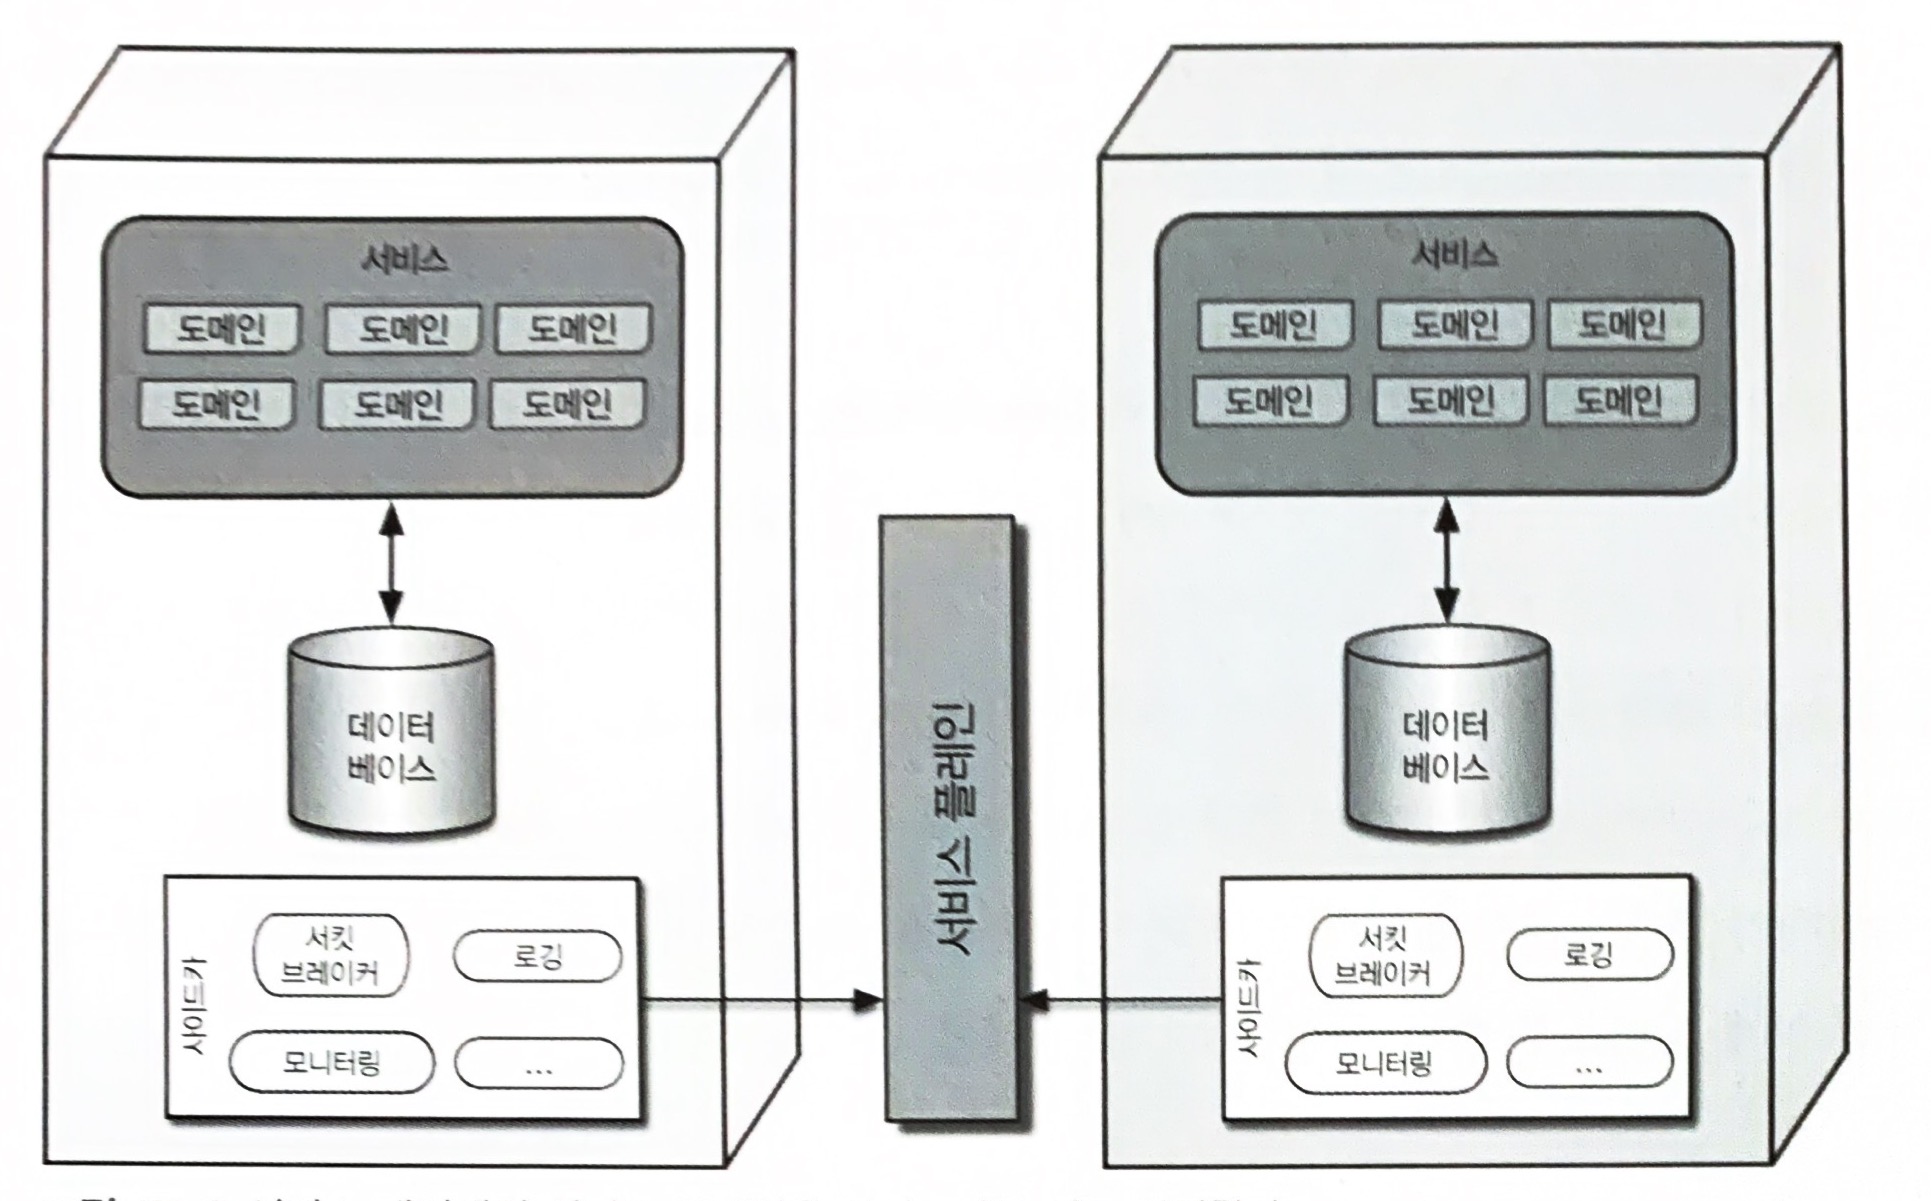 서비스
도메인 도메인 도메인
도메인 도메인 도메인
데이터
베이스
사이드카
서킷
브레이커
로깅
모니터링
...
서비스 플레인
서비스
도메인 도메인 도메인
도메인 도메인 도메인
데이터
베이스
사이드카
서킷
브레이커
로깅
모니터링
...